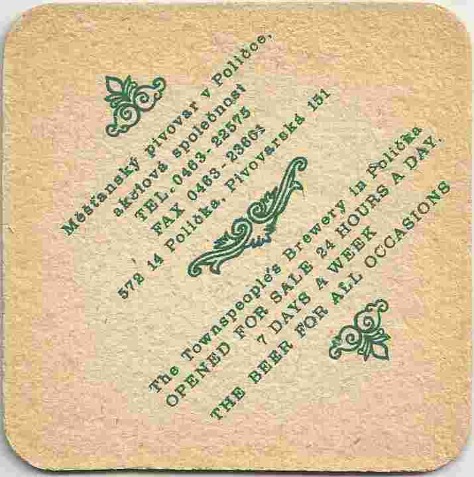 Měšťanský pivovar v Poličce,
akciová společnost
TEL. 0463-22575
FAX 0463-23601
572 14 Polička, Pivovarská 151
The Townspeople's Brewery in Polička
OPENED FOR SALE 24 HOURS A DAY,
7 DAYS A WEEK
THE BEER FOR ALL OCCASIONS